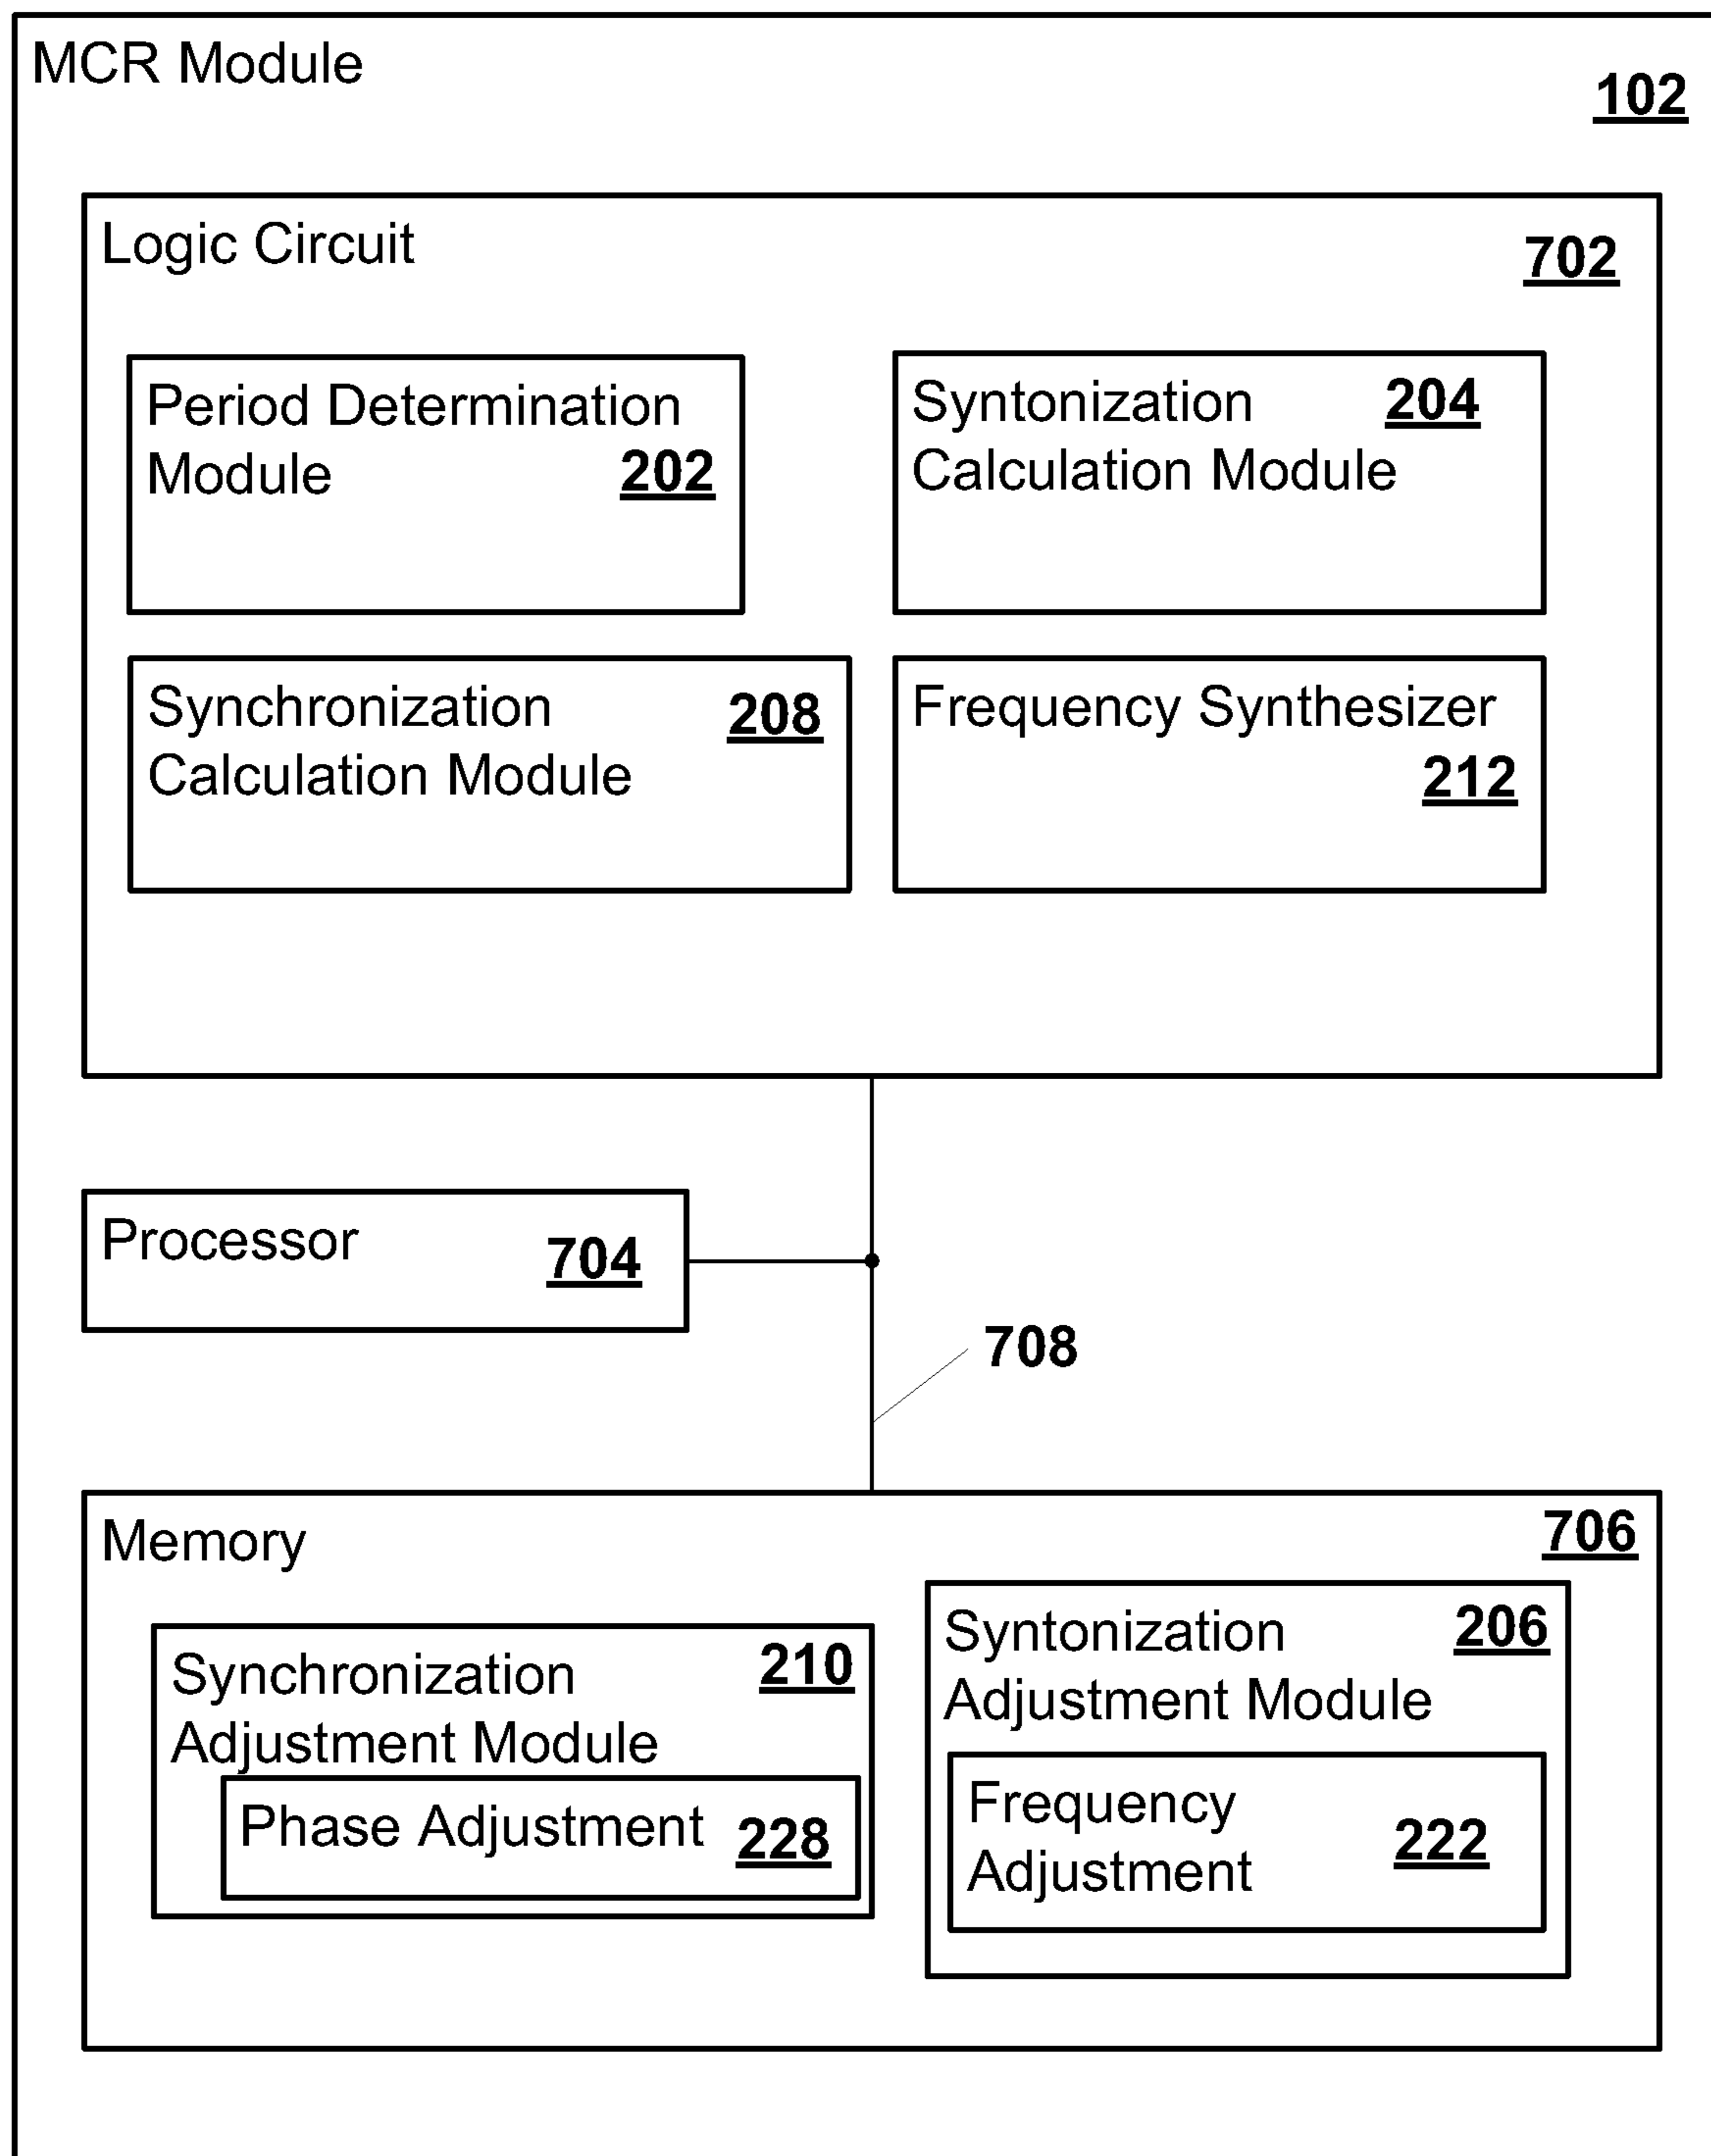 MCR Module
102
Logic Circuit
702
Period Determination
Module 202
Syntonization 204
Calculation Module
Synchronization 208
Calculation Module
Frequency Synthesizer
212
Processor 704
708
Memory
706
Synchronization 210
Adjustment Module
Phase Adjustment 228
Syntonization 206
Adjustment Module
Frequency
Adjustment 222